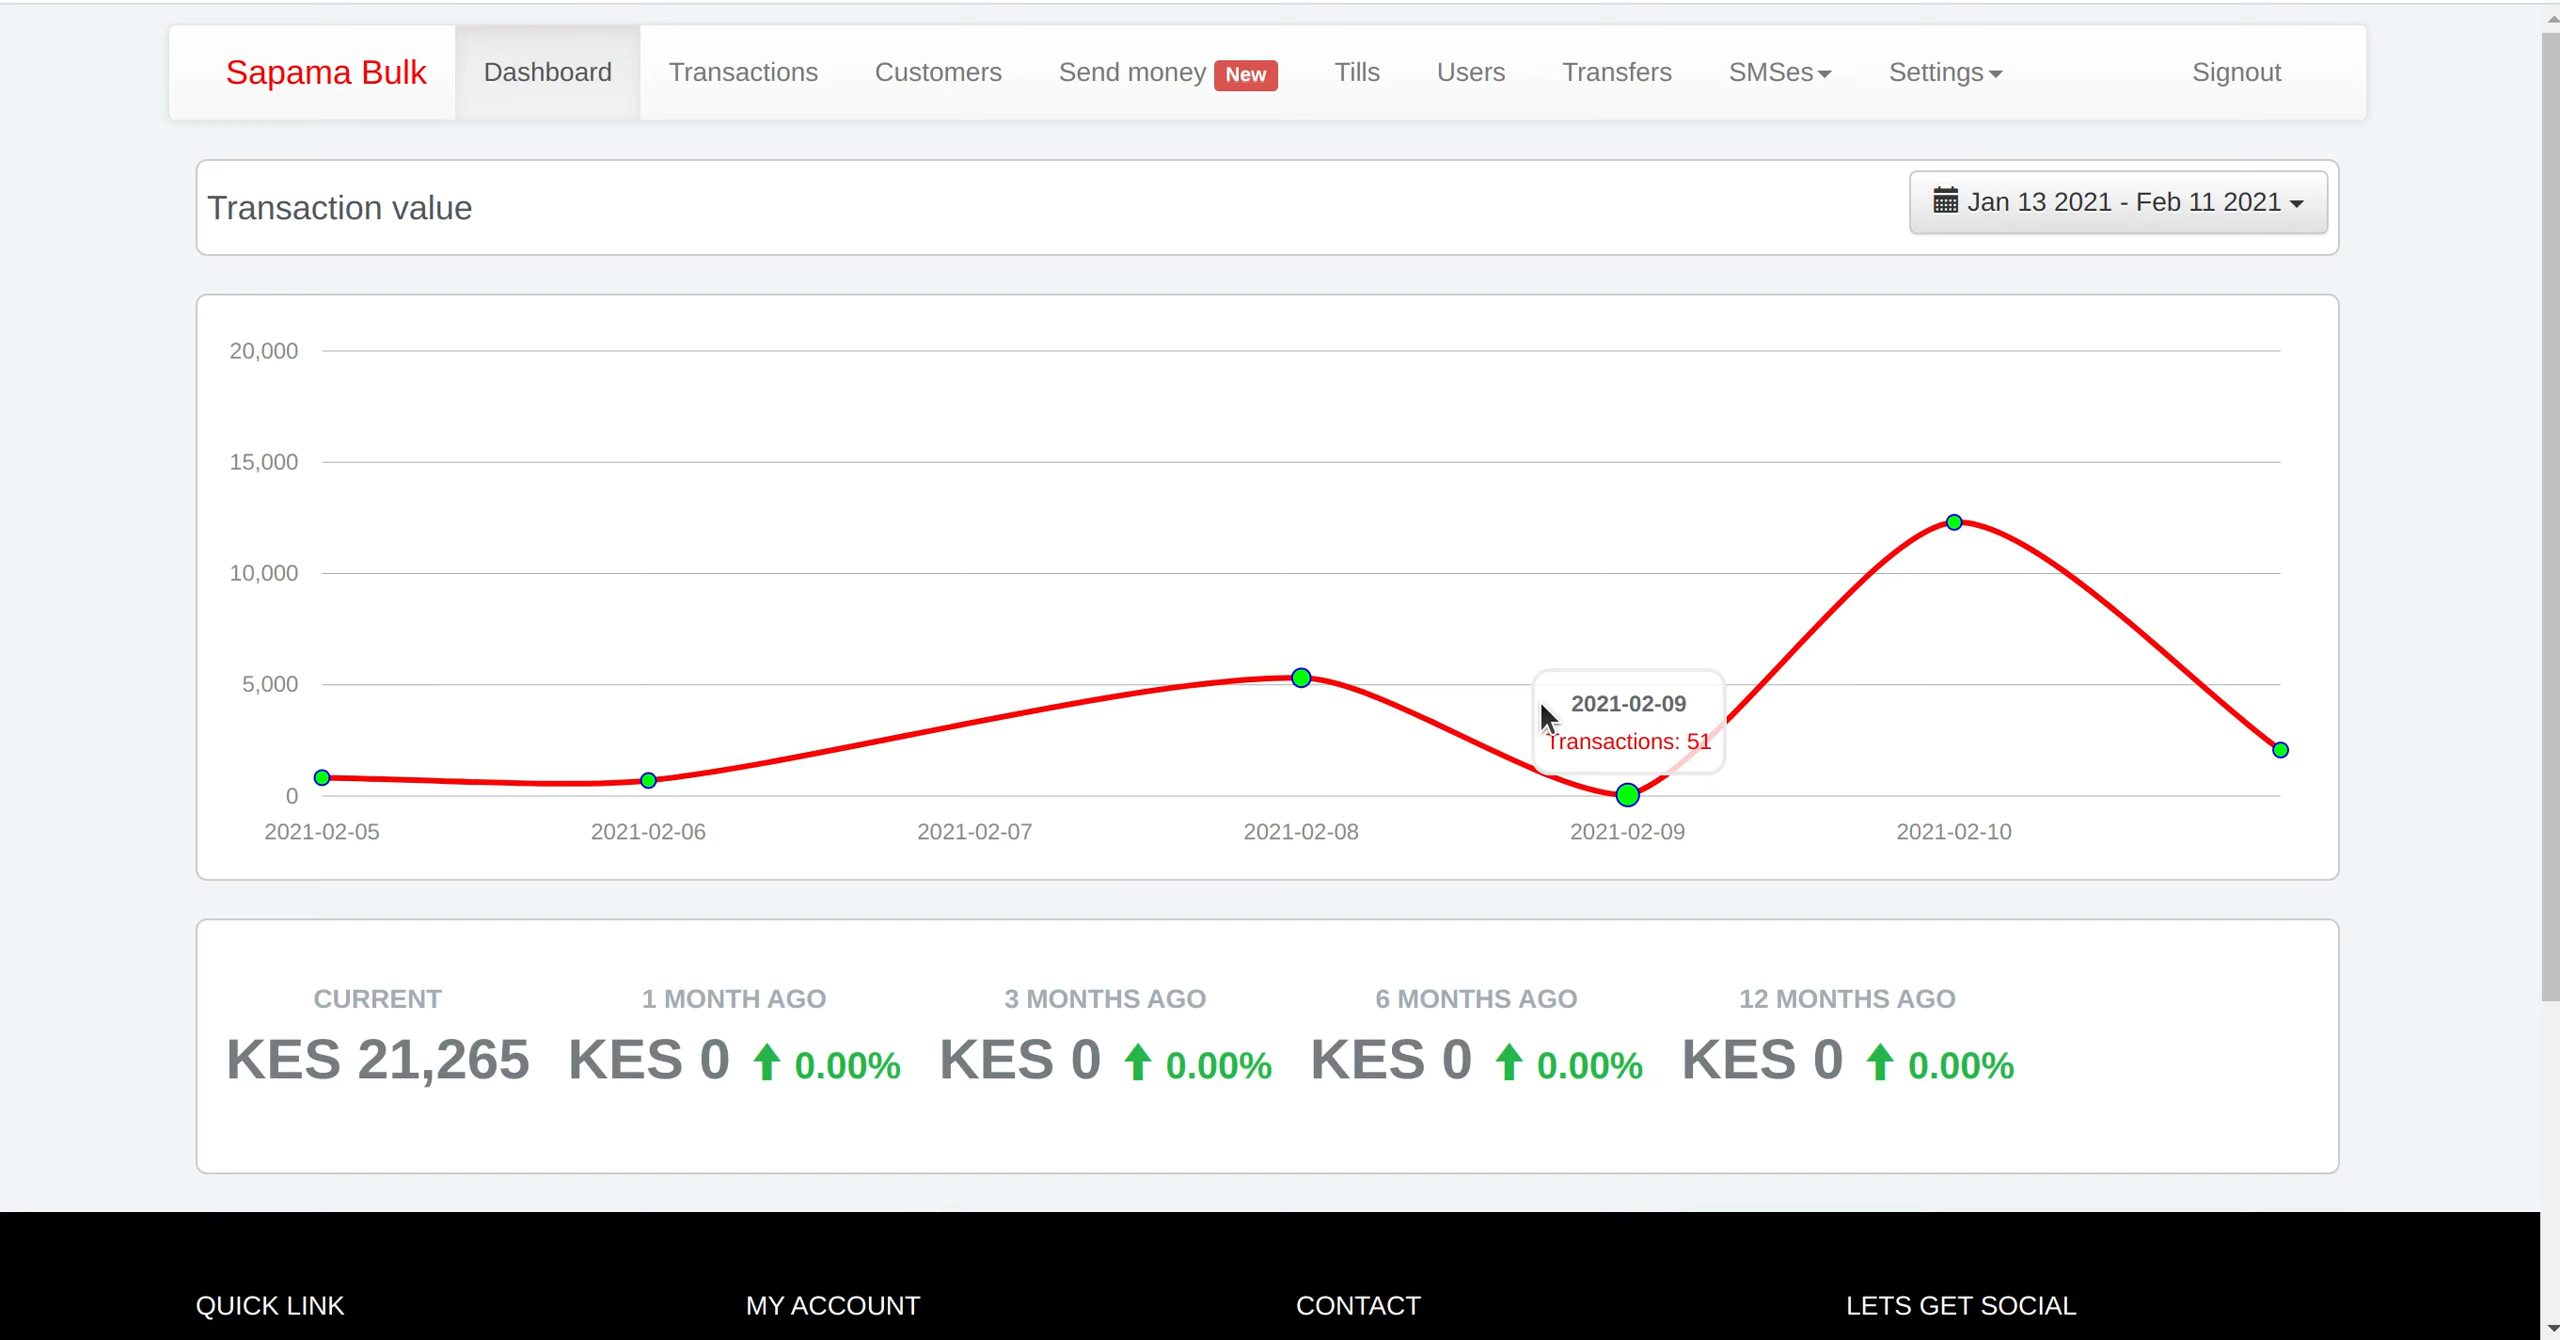 Sapama Bulk Dashboard Transactions Customers Send money New Tills Users Transfers SMSes Settings Signout
Transaction value
Jan 13 2021 - Feb 11 2021
20,000
15,000
10,000
5,000
0
2021-02-09
Transactions: 51
2021-02-05 2021-02-06 2021-02-07 2021-02-08 2021-02-09 2021-02-10
CURRENT 1 MONTH AGO 3 MONTHS AGO 6 MONTHS AGO 12 MONTHS AGO
KES 21,265 KES 0 0.00% KES 0 0.00% KES 0 0.00% KES 0 0.00%
QUICK LINK MY ACCOUNT CONTACT LETS GET SOCIAL